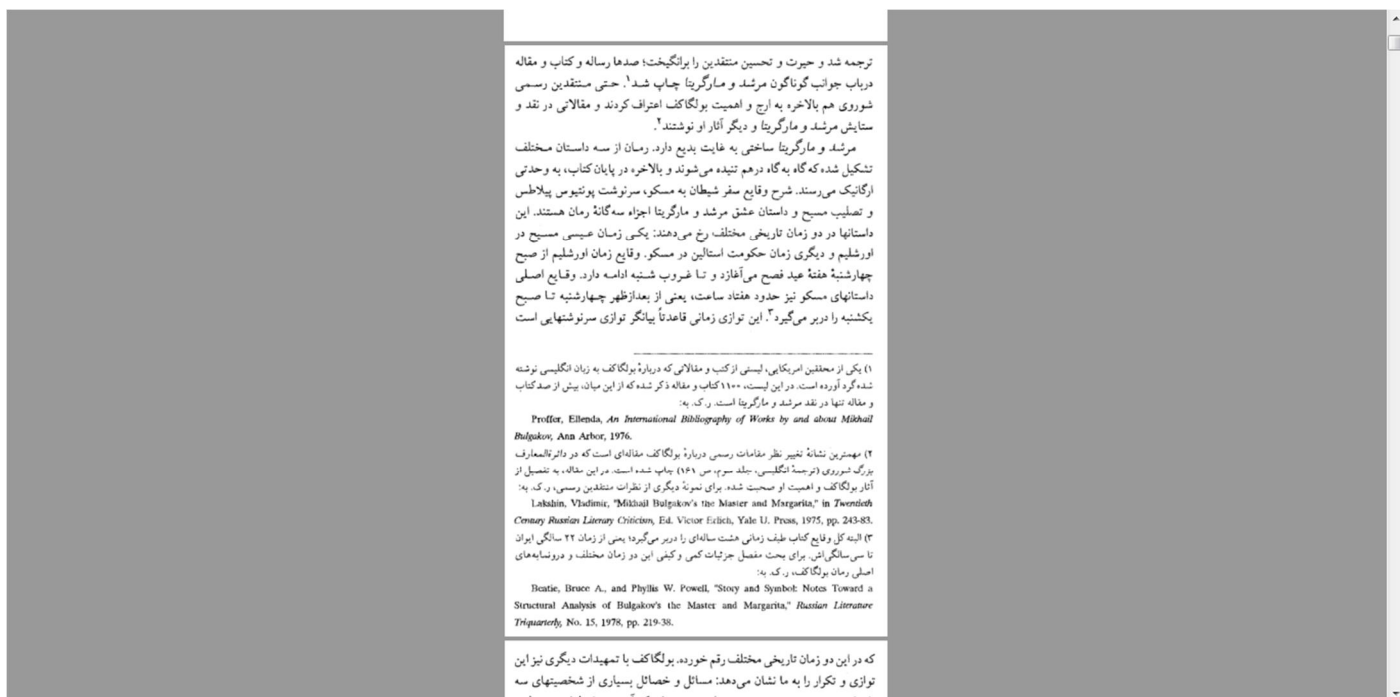 ترجمه شد و حیرت و تحسین منتقدین را برانگیخت؛ صدها رساله و کتاب و مقاله
درباب جوانب گوناگون مرشد و مارگریتا چاپ شد۱. حتی منتقدین رسمی
شوروی هم بالاخره به ارج و اهمیت بولگاکف اعتراف کردند و مقالاتی در نقد و
ستایش مرشد و مارگریتا و دیگر آثار او نوشتند۲.
مرشد و مارگریتا ساختی به غایت بدیع دارد. رمان از سه داستان مختلف
تشکیل شده که گاه به گاه درهم تنیده می‌شوند و بالاخره در پایان کتاب، به وحدتی
ارگانیک می‌رسند. شرح وقایع سفر شیطان به مسکو، سرنوشت پونتیوس پیلاطس
و تصلیب مسیح و داستان عشق مرشد و مارگریتا اجزاء سه‌گانهٔ رمان هستند. این
داستانها در دو زمان تاریخی مختلف رخ می‌دهند: یکی زمان عیسی مسیح در
اورشلیم و دیگری زمان حکومت استالین در مسکو. وقایع زمان اورشلیم از صبح
چهارشنبهٔ هفتهٔ عید فصح می‌آغازد و تا غروب شنبه ادامه دارد. وقایع اصلی
داستانهای مسکو نیز حدود هفتاد ساعت، یعنی از بعدازظهر چهارشنبه تا صبح
یکشنبه را دربر می‌گیرد۳. این توازی زمانی قاعدتاً بیانگر توازی سرنوشتهایی است
۱) یکی از محققین امریکایی، لیستی از کتب و مقالاتی که دربارهٔ بولگاکف به زبان انگلیسی نوشته
شده گرد آورده است. در این لیست، ۱۱۰۰ کتاب و مقاله ذکر شده که از این میان، بیش از صد کتاب
و مقاله تنها در نقد مرشد و مارگریتا است. ر.ک. به:
Proffer, Ellenda, An International Bibliography of Works by and about Mikhail
Bulgakov, Ann Arbor, 1976.
۲) مهمترین نشانهٔ تغییر نظر مقامات رسمی دربارهٔ بولگاکف مقاله‌ای است که در دائرةالمعارف
بزرگ شوروی (ترجمهٔ انگلیسی، جلد سوم، ص ۱۶۱) چاپ شده است. در این مقاله، به تفصیل از
آثار بولگاکف و اهمیت او صحبت شده. برای نمونهٔ دیگری از نظرات منتقدین رسمی، ر.ک. به:
Lakshin, Vladimir, "Mikhail Bulgakov's the Master and Margarita," in Twentieth
Century Russian Literary Criticism, Ed. Victor Erlich, Yale U. Press, 1975, pp. 243-83.
۳) البته کل وقایع کتاب طیف زمانی هشت ساله‌ای را دربر می‌گیرد؛ یعنی از زمان ۲۲ سالگی ایوان
تا سی‌سالگی‌اش. برای بحث مفصل جزئیات کمی و کیفی این دو زمان مختلف و درونمایه‌های
اصلی رمان بولگاکف، ر.ک. به:
Beatie, Bruce A., and Phyllis W. Powell, "Story and Symbol: Notes Toward a
Structural Analysis of Bulgakov's the Master and Margarita," Russian Literature
Triquarterly, No. 15, 1978, pp. 219-38.
که در این دو زمان تاریخی مختلف رقم خورده. بولگاکف با تمهیدات دیگری نیز این
توازی و تکرار را به ما نشان می‌دهد: مسائل و خصائل بسیاری از شخصیتهای سه